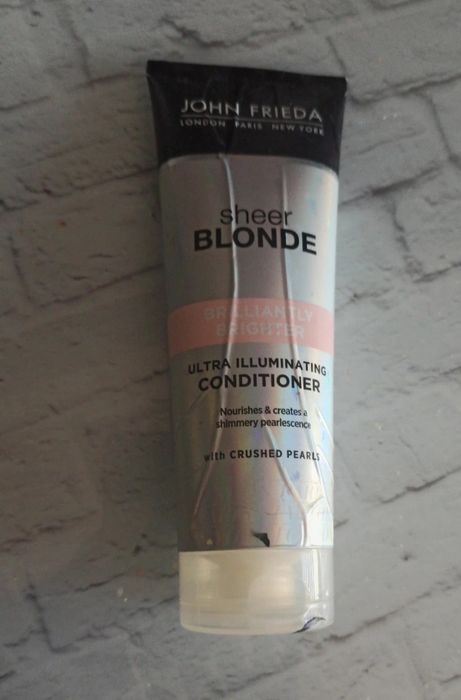 JOHN FRIEDA
LONDON PARIS NEW YORK
sheer
BLONDE
BRILLIANTLY
BRIGHTER
ULTRA ILLUMINATING
CONDITIONER
Nourishes & creates a
shimmery pearlescence
with CRUSHED PEARLS